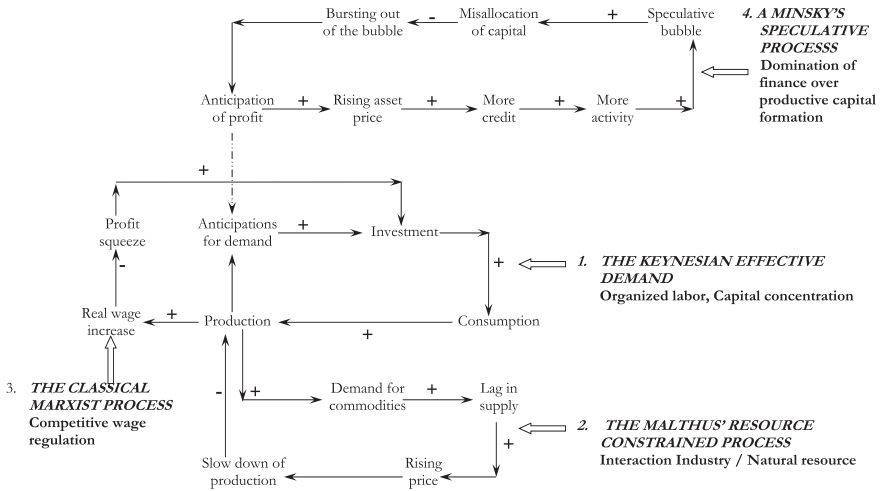 Bursting out
of the bubble
-
Misallocation
of capital
+
Speculative
bubble
4. A MINSKY'S
SPECULATIVE
PROCESSS
Domination of
finance over
productive capital
formation
Anticipation
of profit
+
Rising asset
price
+
More
credit
+
More
activity
+
+
Profit
squeeze
Anticipations
for demand
+
Investment
-
+
1. THE KEYNESIAN EFFECTIVE
DEMAND
Organized labor, Capital concentration
Real wage
increase
+
Production
+
Consumption
3. THE CLASSICAL
MARXIST PROCESS
Competitive wage
regulation
-
+
Demand for
commodities
+
Lag in
supply
+
2. THE MALTHUS' RESOURCE
CONSTRAINED PROCESS
Interaction Industry / Natural resource
Slow down of
production
Rising
price